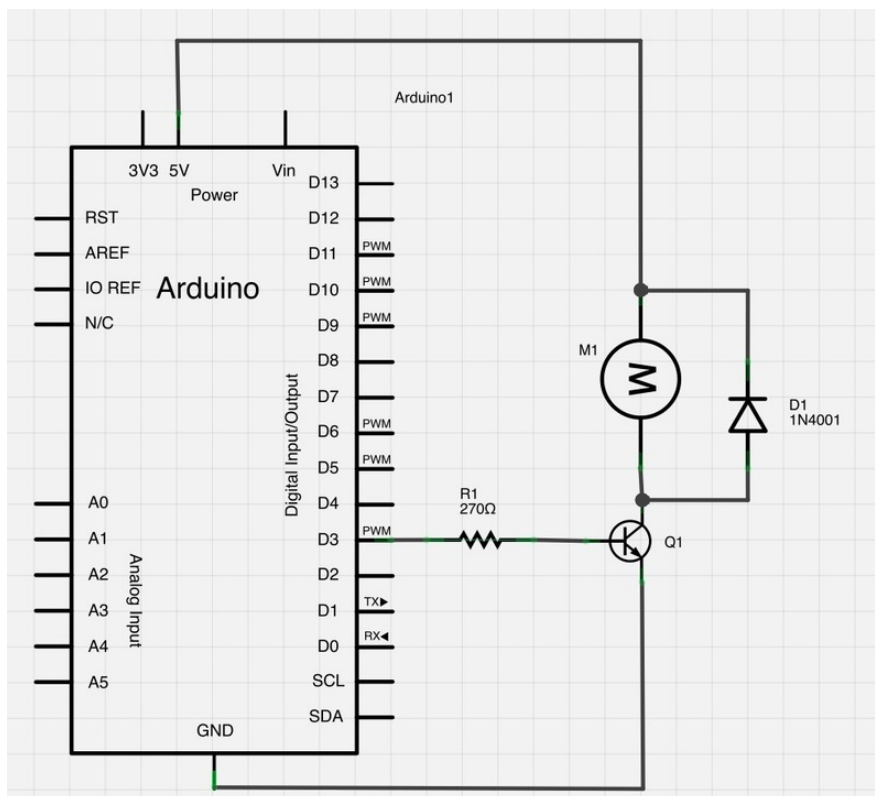 Arduino1
3V3 5V Vin
Power
D13
RST
D12
AREF
D11 PWM
IO REF
Arduino
D10 PWM
N/C
D9 PWM
D8
D7
D6 PWM
D5 PWM
Digital Input/Output
A0
D4
A1
D3 PWM
A2
D2
A3
D1 TX▶
A4
D0 RX◀
A5
SCL
SDA
Analog Input
GND
M1
M
D1
1N4001
R1
270Ω
Q1